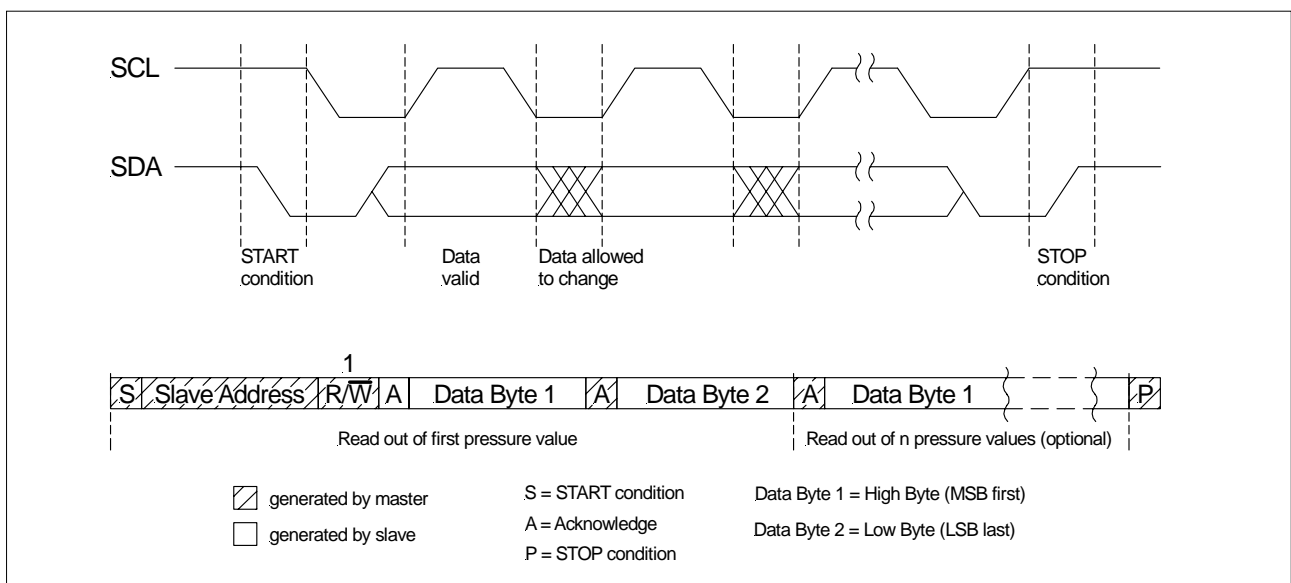 SCL
SDA
START
condition
Data
valid
Data allowed
to change
STOP
condition
1
S Slave Address R/W̅ A Data Byte 1 A Data Byte 2 A Data Byte 1 P
Read out of first pressure value
Read out of n pressure values (optional)
generated by master
generated by slave
S = START condition
A = Acknowledge
P = STOP condition
Data Byte 1 = High Byte (MSB first)
Data Byte 2 = Low Byte (LSB last)